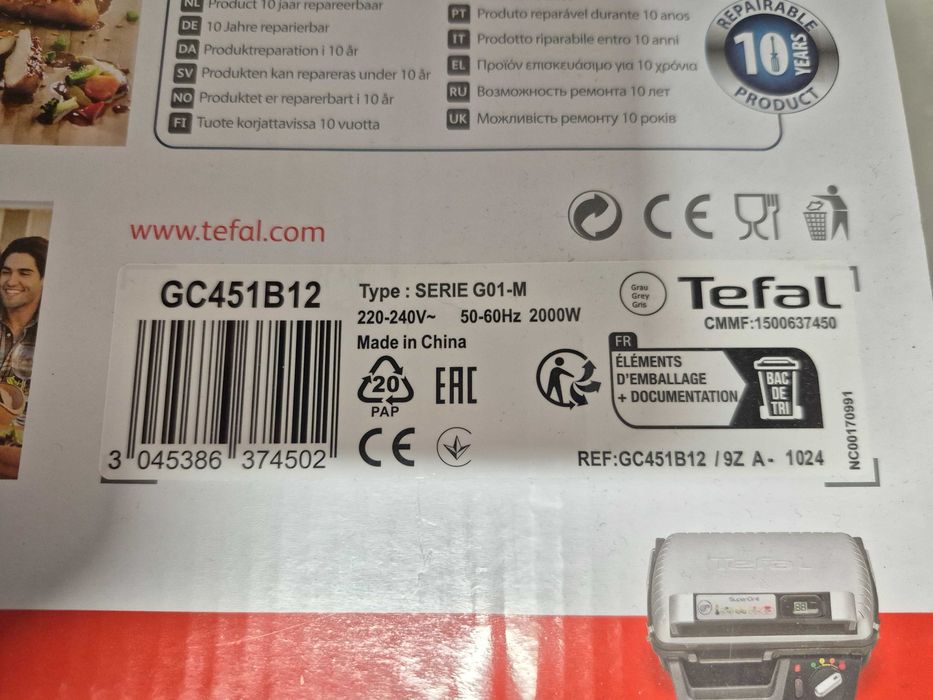 NL Product 10 jaar repareerbaar
DE 10 Jahre reparierbar
DA Produktreparation i 10 år
SV Produkten kan repareras under 10 år
NO Produktet er reparerbart i 10 år
FI Tuote korjattavissa 10 vuotta
PT Produto reparável durante 10 anos
IT Prodotto riparabile entro 10 anni
EL Προϊόν επισκευάσιμο για 10 χρόνια
RU Возможность ремонта 10 лет
UK Можливість ремонту 10 років
REPAIRABLE
10 YEARS
PRODUCT
www.tefal.com
CE
GC451B12
Type : SERIE G01-M
220-240V~ 50-60Hz 2000W
Made in China
Grau
Grey
Gris
Tefal
CMMF:1500637450
20
PAP
EAC
CE
FR
ÉLÉMENTS
D'EMBALLAGE
+ DOCUMENTATION
BAC
DE
TRI
3 045386 374502
REF:GC451B12 / 9Z A - 1024
NC00170991
Tefal
SuperGrill
88